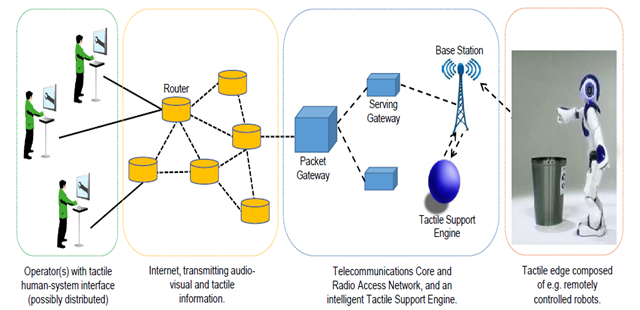 Router
Packet
Gateway
Serving
Gateway
Base Station
Tactile Support
Engine
Operator(s) with tactile
human-system interface
(possibly distributed)
Internet, transmitting audio-
visual and tactile
information.
Telecommunications Core and
Radio Access Network, and an
intelligent Tactile Support Engine.
Tactile edge composed
of e.g. remotely
controlled robots.